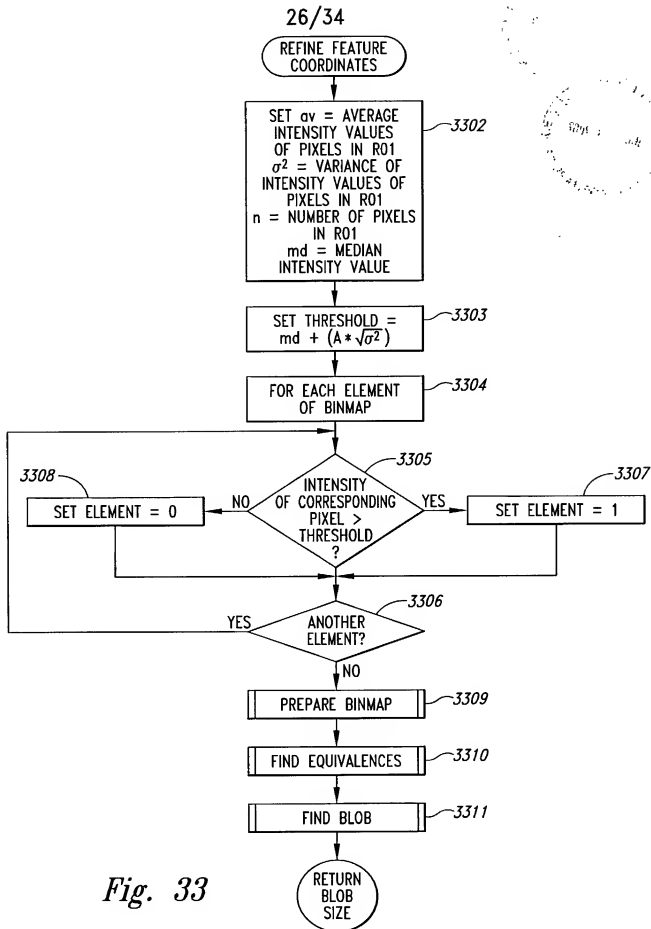 26/34
REFINE FEATURE
COORDINATES
SET av = AVERAGE
INTENSITY VALUES
OF PIXELS IN R01
σ² = VARIANCE OF
INTENSITY VALUES OF
PIXELS IN R01
n = NUMBER OF PIXELS
IN R01
md = MEDIAN
INTENSITY VALUE
3302
SET THRESHOLD =
md + (A*√σ²)
3303
FOR EACH ELEMENT
OF BINMAP
3304
3305
INTENSITY
OF CORRESPONDING
PIXEL >
THRESHOLD
?
NO
YES
3308
SET ELEMENT = 0
3307
SET ELEMENT = 1
3306
ANOTHER
ELEMENT?
YES
NO
PREPARE BINMAP
3309
FIND EQUIVALENCES
3310
FIND BLOB
3311
RETURN
BLOB
SIZE
Fig. 33